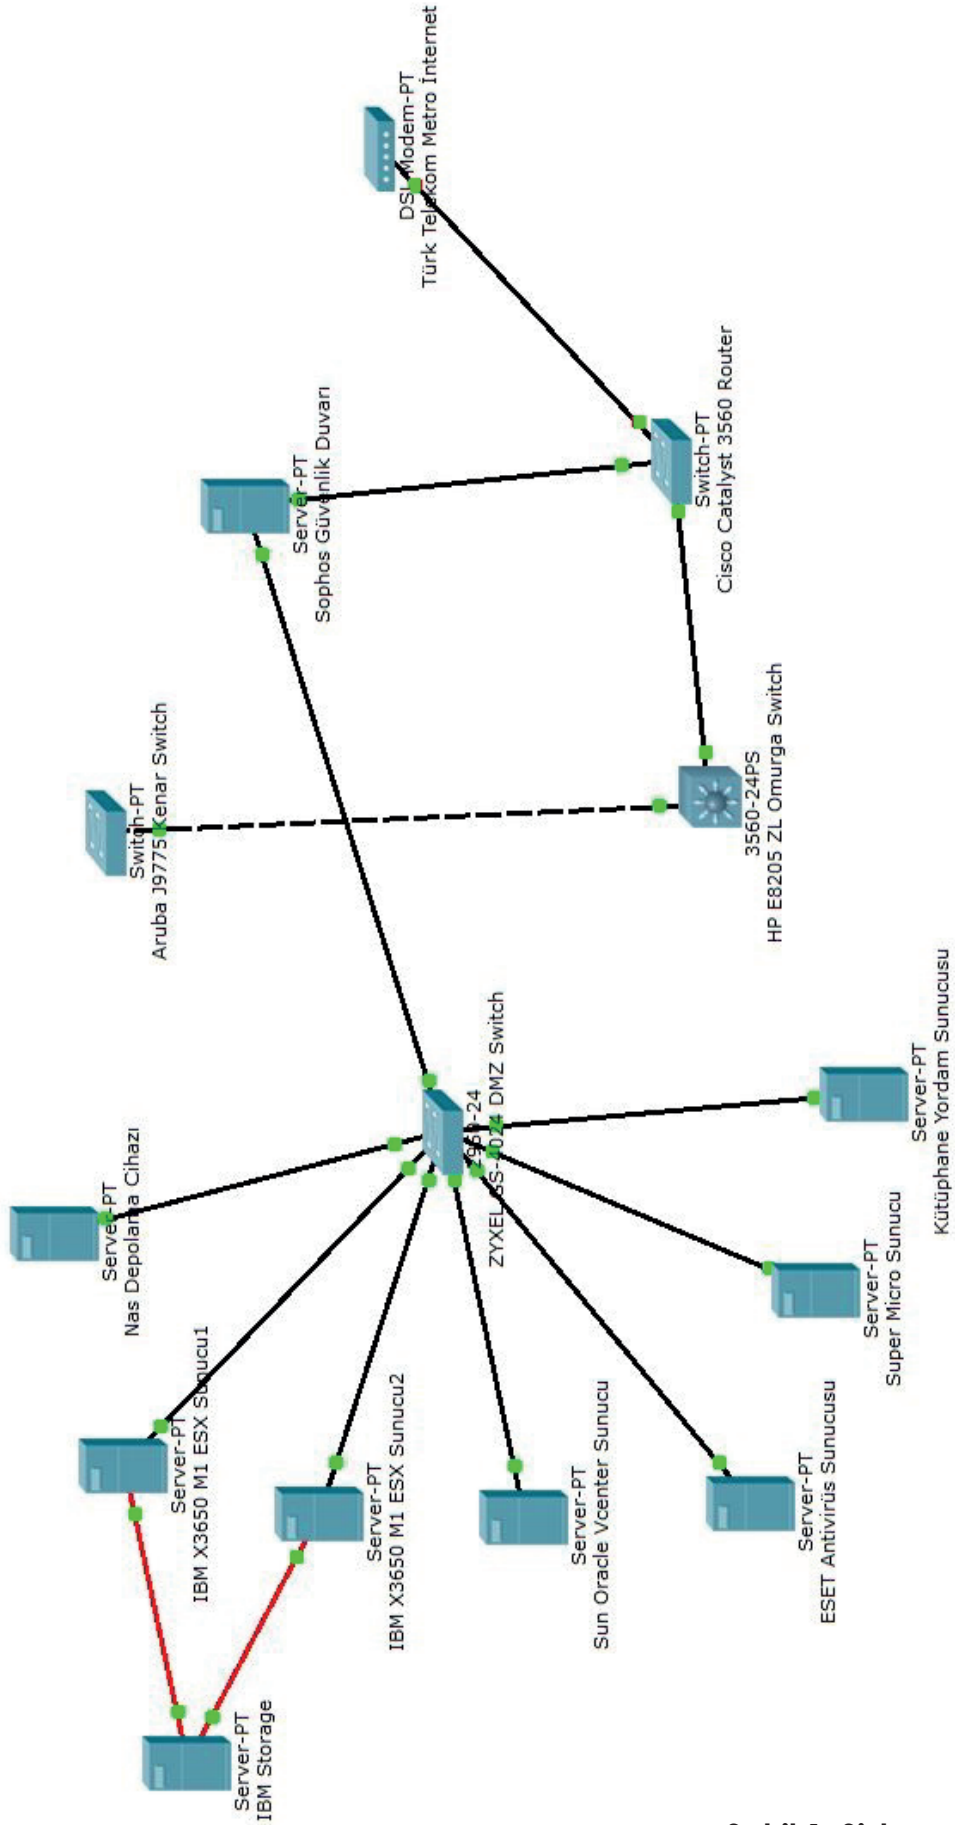 Server-PT
IBM Storage
Server-PT
IBM X3650 M1 ESX Sunucu1
Server-PT
IBM X3650 M1 ESX Sunucu2
Server-PT
Sun Oracle Vcenter Sunucu
Server-PT
ESET Antivirüs Sunucusu
Server-PT
Nas Depolama Cihazı
Server-PT
Super Micro Sunucu
2960-24
ZYXEL GS-4024 DMZ Switch
Server-PT
Kütüphane Yordam Sunucusu
Switch-PT
Aruba J9775 Kenar Switch
3560-24PS
HP E8205 ZL Omurga Switch
Server-PT
Sophos Güvenlik Duvarı
Switch-PT
Cisco Catalyst 3560 Router
DSL-Modem-PT
Türk Telekom Metro İnternet